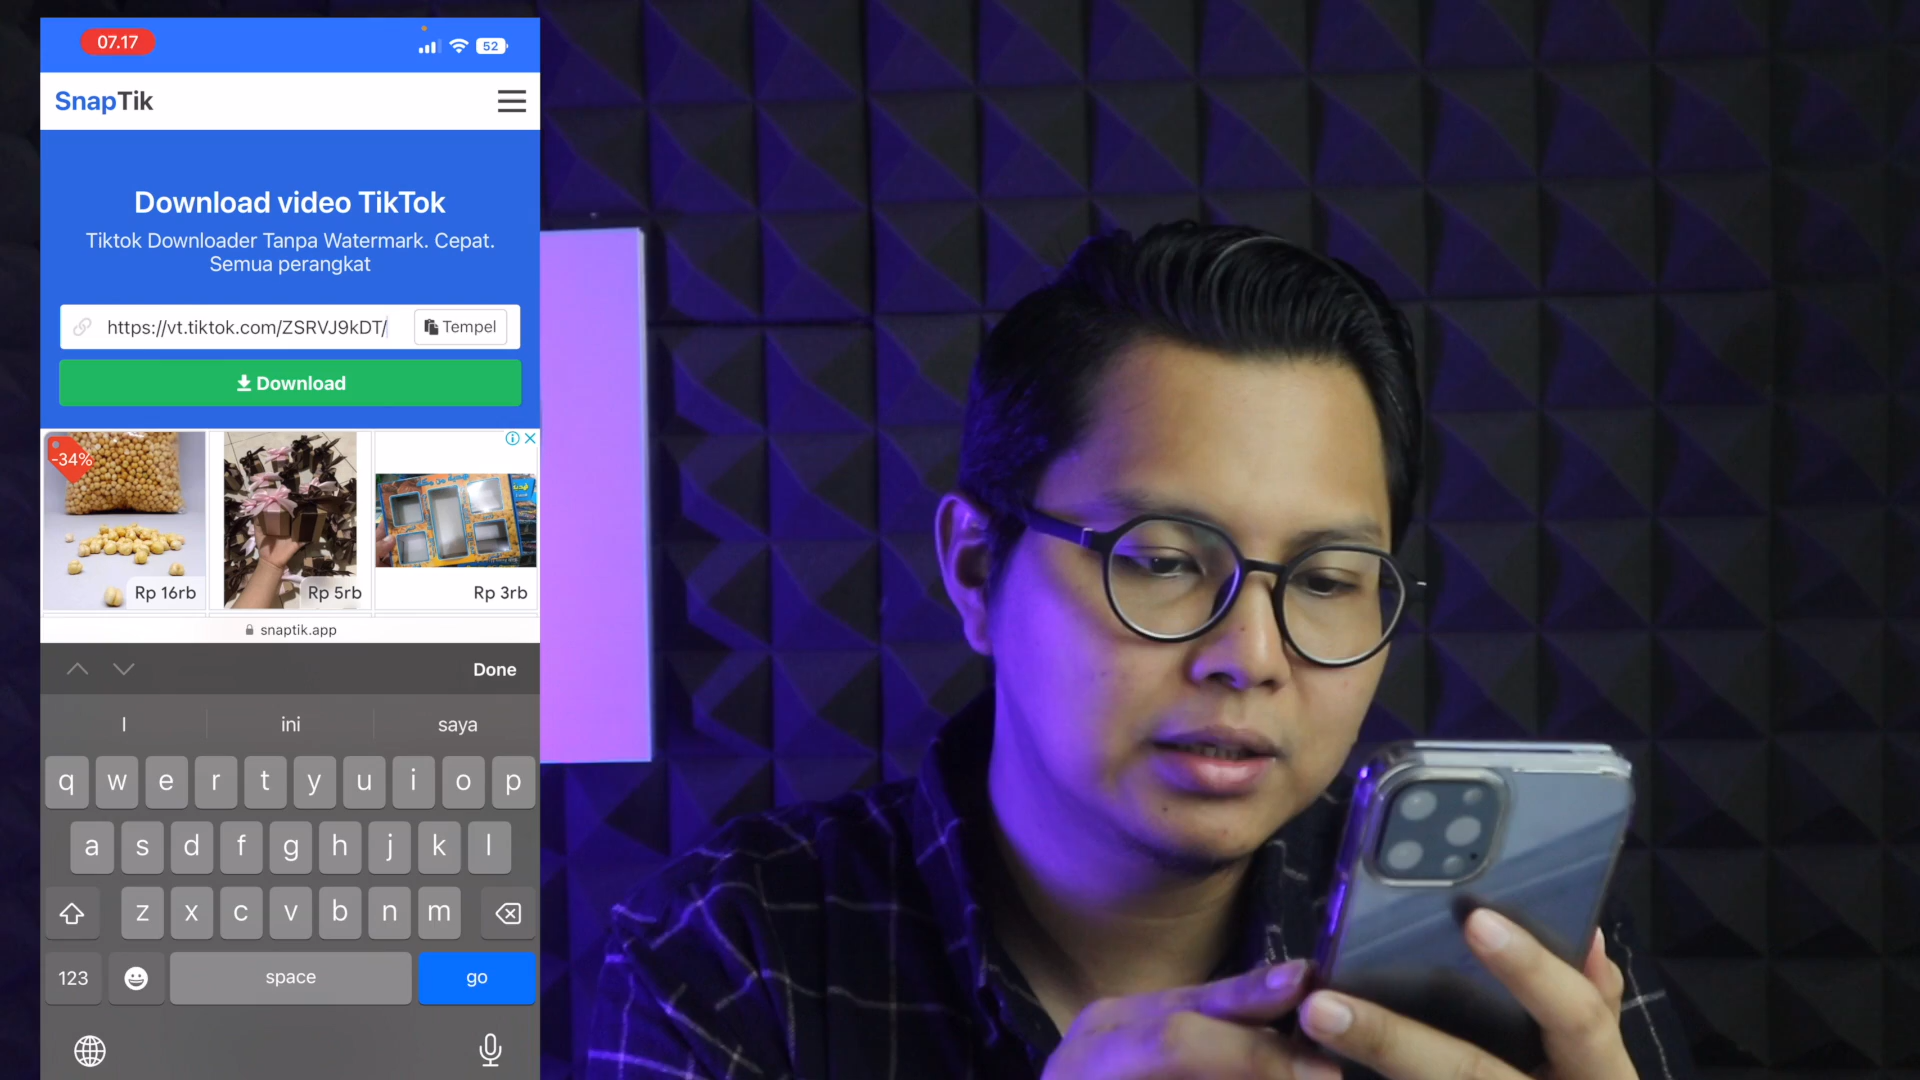 07.17
52
SnapTik
Download video TikTok
Tiktok Downloader Tanpa Watermark. Cepat.
Semua perangkat
https://vt.tiktok.com/ZSRVJ9kDT/
Tempel
Download
-34%
Rp 16rb
Rp 5rb
Rp 3rb
snaptik.app
Done
I
ini
saya
q w e r t y u i o p
a s d f g h j k l
z x c v b n m
123
space
go